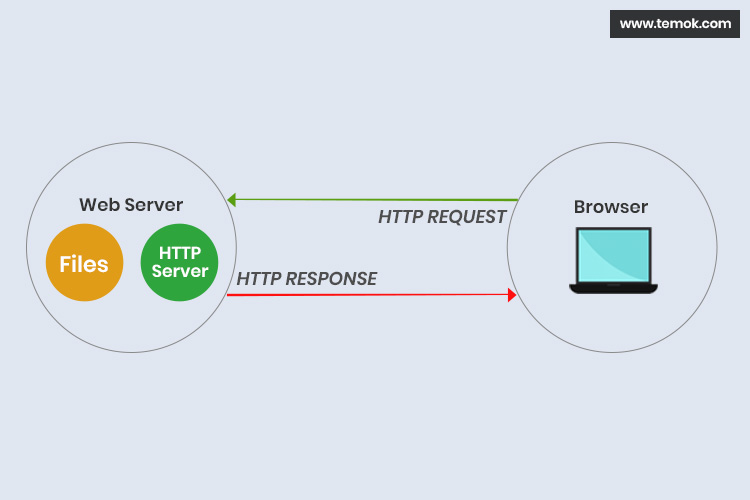 www.temok.com
Web Server
Files
HTTP
Server
HTTP REQUEST
HTTP RESPONSE
Browser